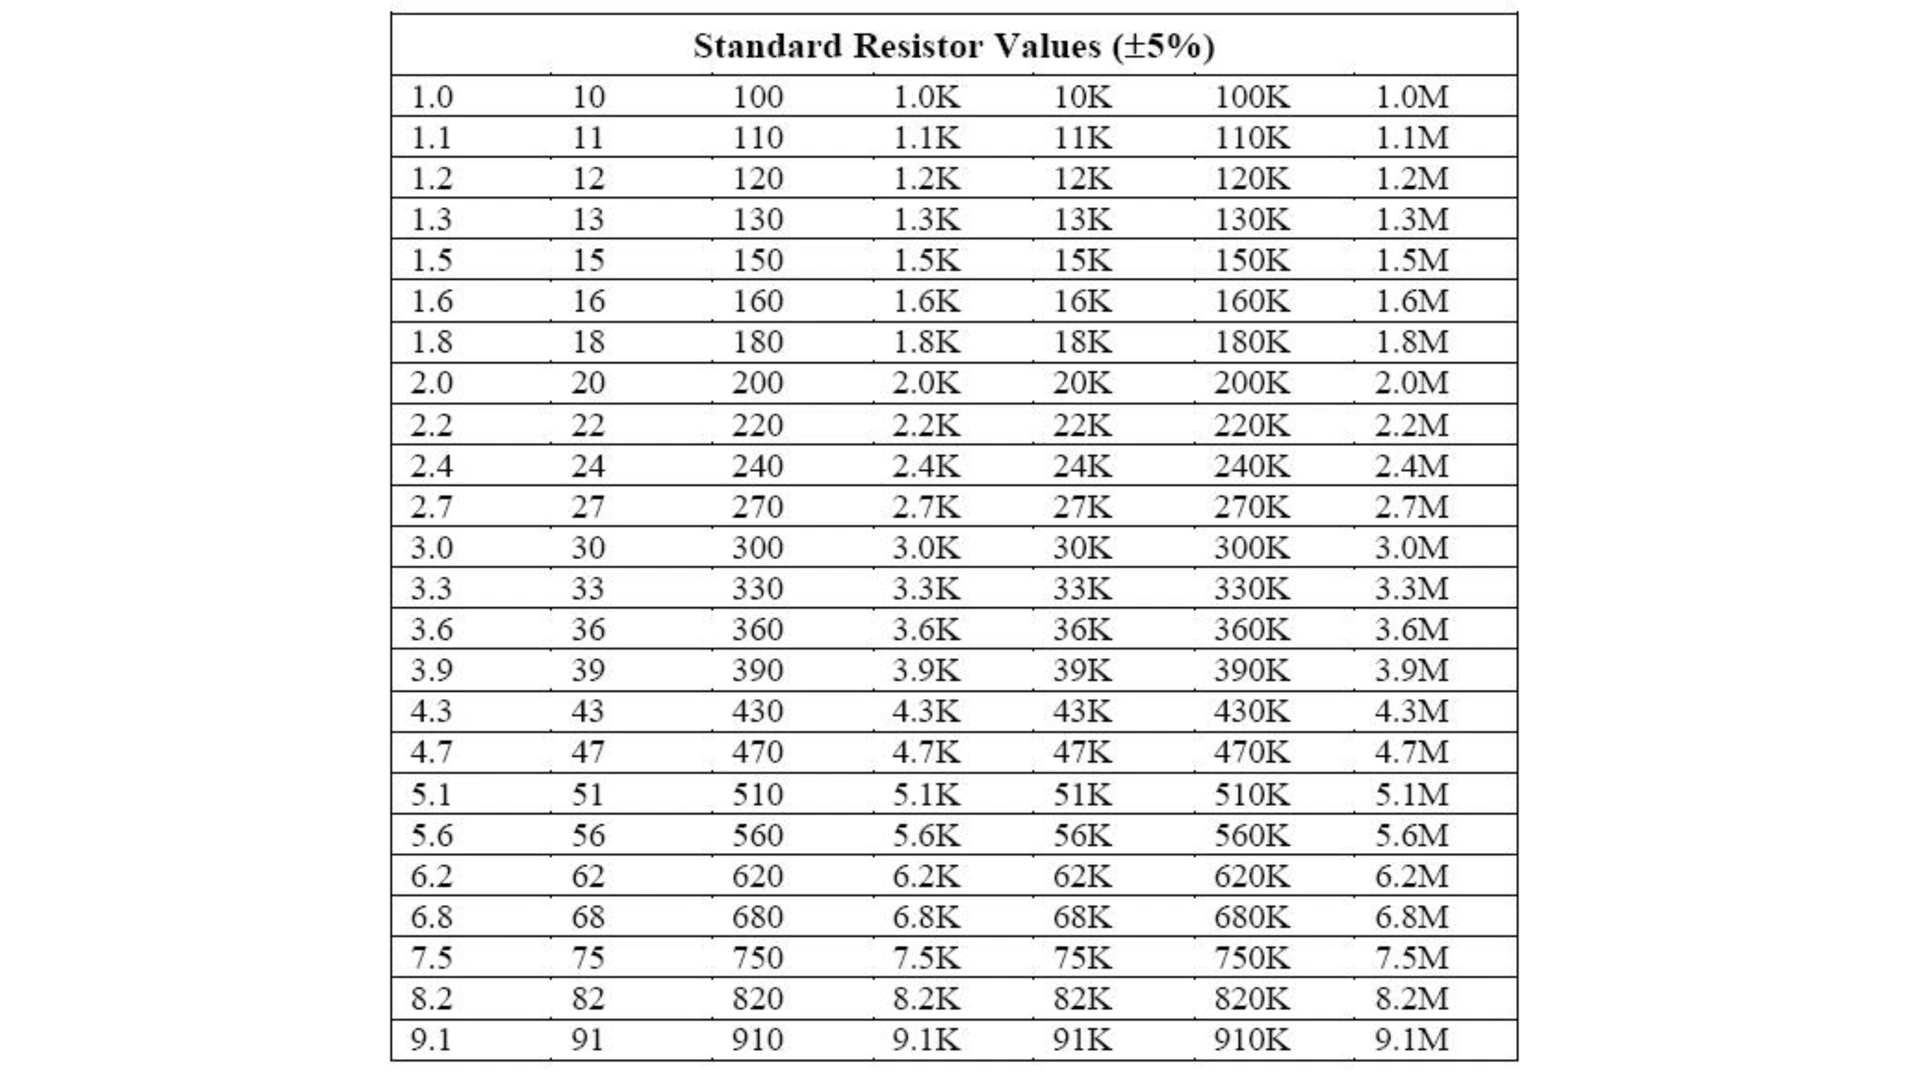 Standard Resistor Values (±5%)
1.0 10 100 1.0K 10K 100K 1.0M
1.1 11 110 1.1K 11K 110K 1.1M
1.2 12 120 1.2K 12K 120K 1.2M
1.3 13 130 1.3K 13K 130K 1.3M
1.5 15 150 1.5K 15K 150K 1.5M
1.6 16 160 1.6K 16K 160K 1.6M
1.8 18 180 1.8K 18K 180K 1.8M
2.0 20 200 2.0K 20K 200K 2.0M
2.2 22 220 2.2K 22K 220K 2.2M
2.4 24 240 2.4K 24K 240K 2.4M
2.7 27 270 2.7K 27K 270K 2.7M
3.0 30 300 3.0K 30K 300K 3.0M
3.3 33 330 3.3K 33K 330K 3.3M
3.6 36 360 3.6K 36K 360K 3.6M
3.9 39 390 3.9K 39K 390K 3.9M
4.3 43 430 4.3K 43K 430K 4.3M
4.7 47 470 4.7K 47K 470K 4.7M
5.1 51 510 5.1K 51K 510K 5.1M
5.6 56 560 5.6K 56K 560K 5.6M
6.2 62 620 6.2K 62K 620K 6.2M
6.8 68 680 6.8K 68K 680K 6.8M
7.5 75 750 7.5K 75K 750K 7.5M
8.2 82 820 8.2K 82K 820K 8.2M
9.1 91 910 9.1K 91K 910K 9.1M